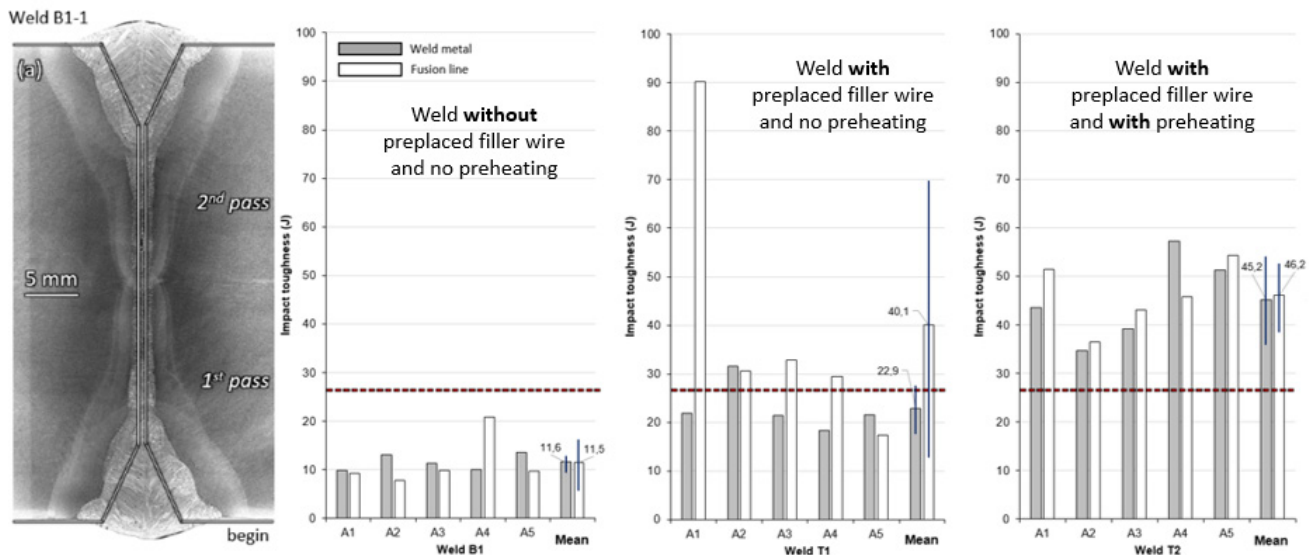 Weld B1-1
(a)
2nd pass
5 mm
1st pass
begin
100
90
80
70
60
50
40
30
20
10
0
Impact toughness (J)
Weld metal
Fusion line
Weld without
preplaced filler wire
and no preheating
11,6
11,5
A1 A2 A3 A4 A5 Mean
Weld B1
100
90
80
70
60
50
40
30
20
10
0
Impact toughness (J)
Weld with
preplaced filler wire
and no preheating
40,1
22,9
A1 A2 A3 A4 A5 Mean
Weld T1
100
90
80
70
60
50
40
30
20
10
0
Impact toughness (J)
Weld with
preplaced filler wire
and with preheating
45,2
46,2
A1 A2 A3 A4 A5 Mean
Weld T2